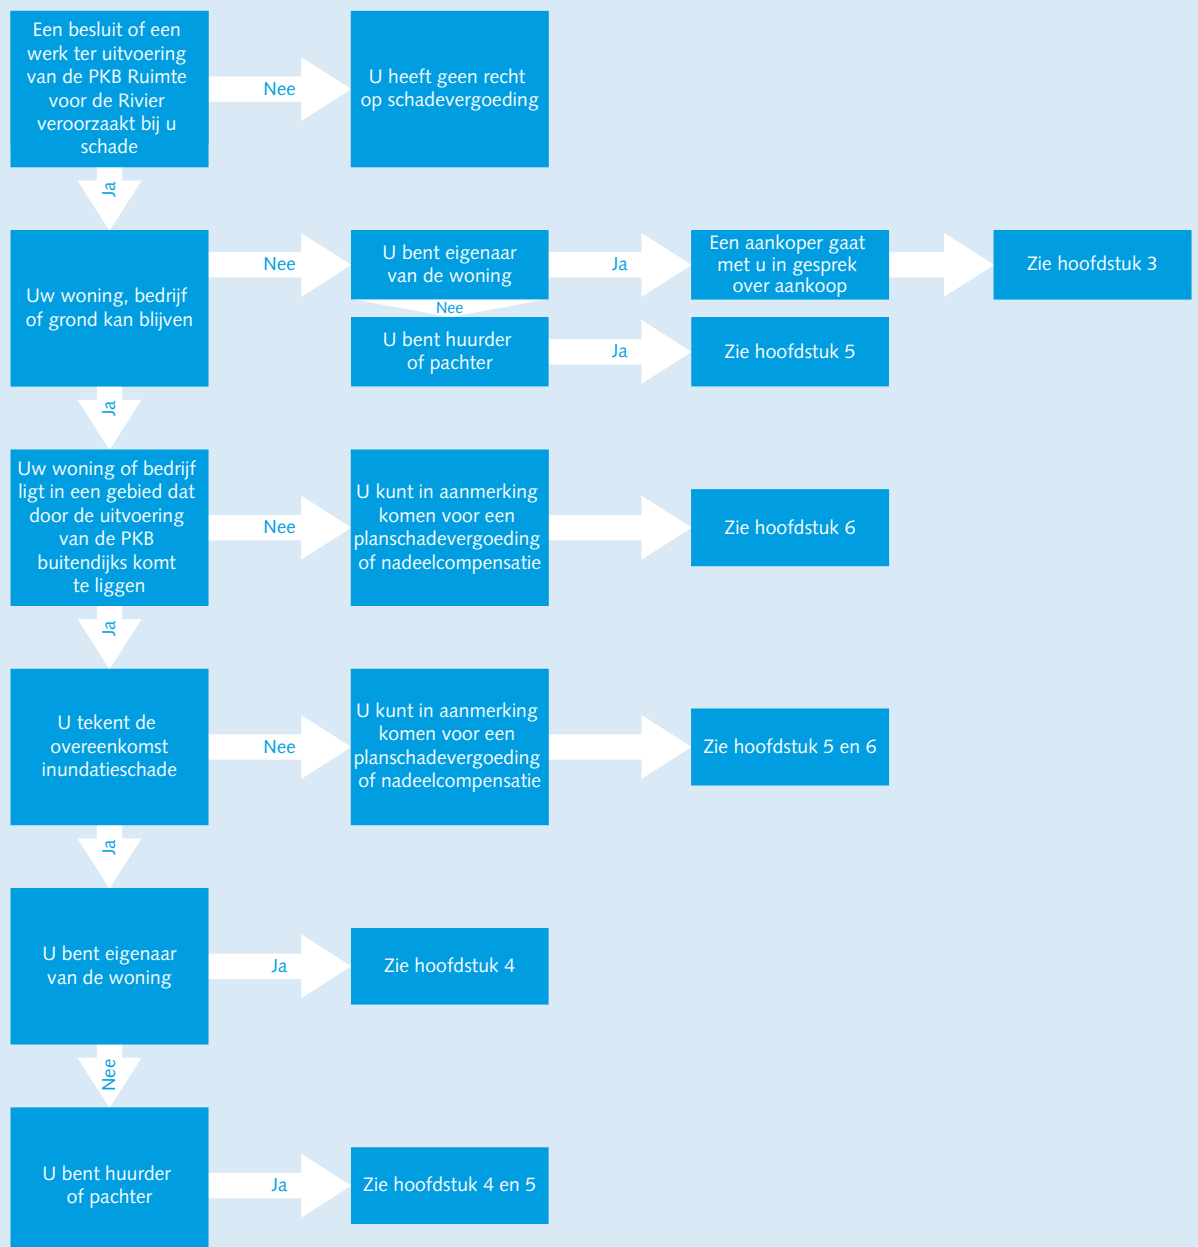 Een besluit of een
werk ter uitvoering
van de PKB Ruimte
voor de Rivier
veroorzaakt bij u
schade
Nee
U heeft geen recht
op schadevergoeding
Ja
Uw woning, bedrijf
of grond kan blijven
Nee
U bent eigenaar
van de woning
Ja
Een aankoper gaat
met u in gesprek
over aankoop
Zie hoofdstuk 3
Nee
U bent huurder
of pachter
Ja
Zie hoofdstuk 5
Ja
Uw woning of bedrijf
ligt in een gebied dat
door de uitvoering
van de PKB
buitendijks komt
te liggen
Nee
U kunt in aanmerking
komen voor een
planschadevergoeding
of nadeelcompensatie
Zie hoofdstuk 6
Ja
U tekent de
overeenkomst
inundatieschade
Nee
U kunt in aanmerking
komen voor een
planschadevergoeding
of nadeelcompensatie
Zie hoofdstuk 5 en 6
Ja
U bent eigenaar
van de woning
Ja
Zie hoofdstuk 4
Nee
U bent huurder
of pachter
Ja
Zie hoofdstuk 4 en 5